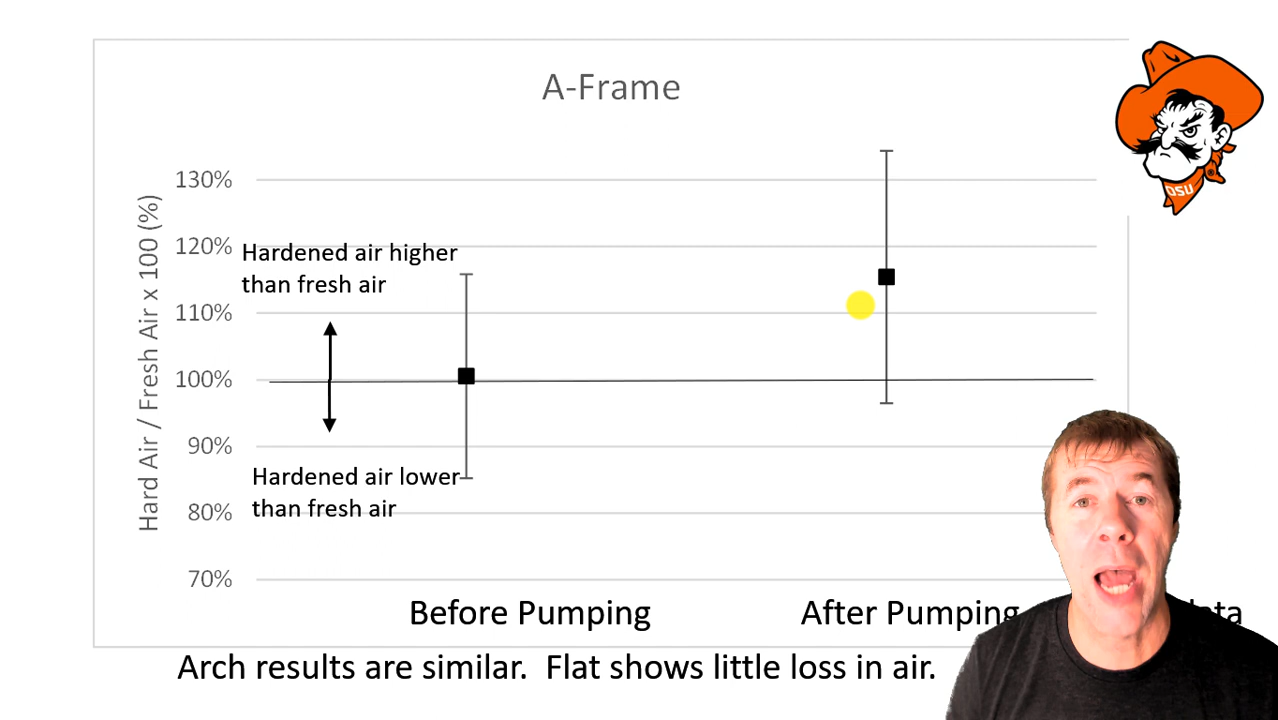 A-Frame
Hard Air / Fresh Air x 100 (%)
130%
120%
110%
100%
90%
80%
70%
Hardened air higher
than fresh air
Hardened air lower
than fresh air
Before Pumping
After Pumping
Arch results are similar.  Flat shows little loss in air.
OSU
®